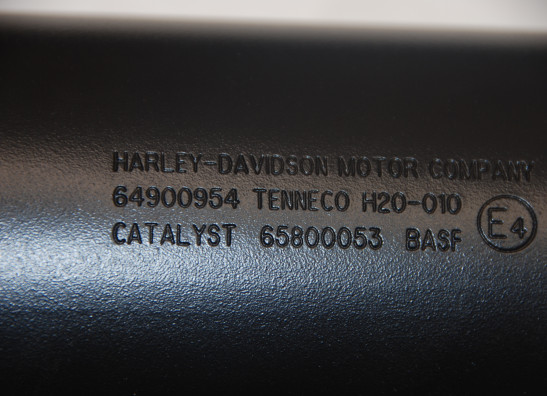 HARLEY-DAVIDSON MOTOR COMPANY
64900954 TENNECO H20-010
CATALYST 65800053 BASF
E4